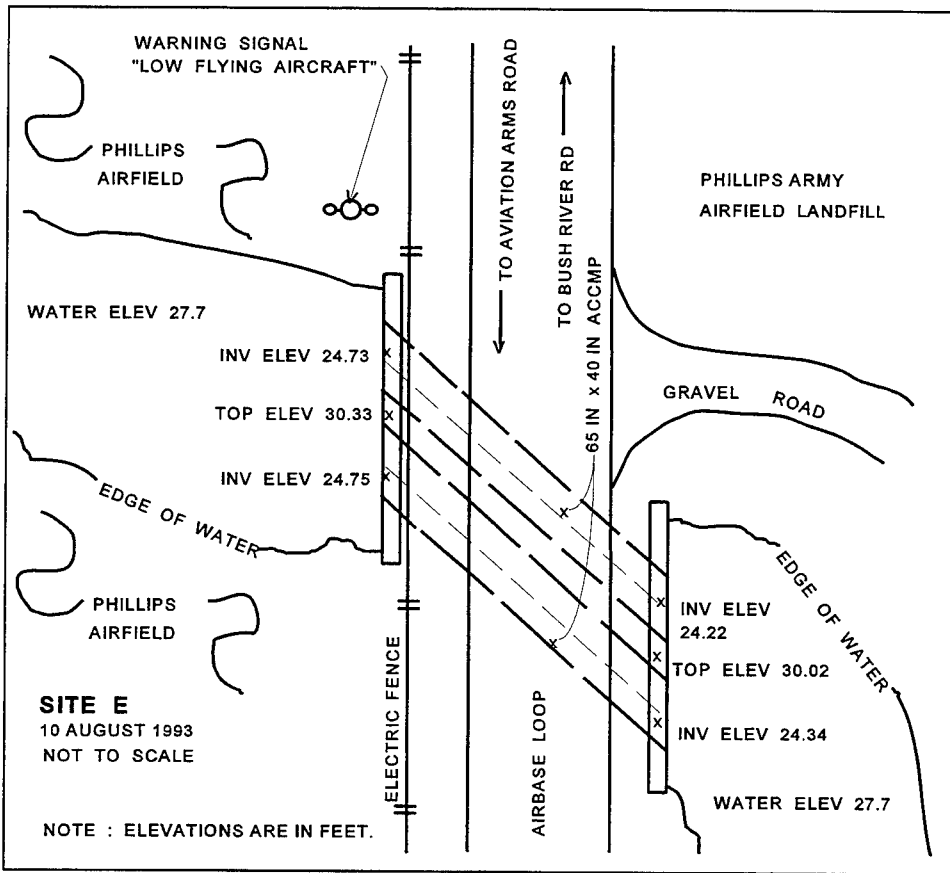 WARNING SIGNAL
"LOW FLYING AIRCRAFT"
PHILLIPS
AIRFIELD
TO AVIATION ARMS ROAD
TO BUSH RIVER RD
PHILLIPS ARMY
AIRFIELD LANDFILL
WATER ELEV 27.7
INV ELEV 24.73
TOP ELEV 30.33
INV ELEV 24.75
65 IN x 40 IN ACCMP
GRAVEL ROAD
EDGE OF WATER
PHILLIPS
AIRFIELD
INV ELEV
24.22
TOP ELEV 30.02
INV ELEV 24.34
EDGE OF WATER
WATER ELEV 27.7
ELECTRIC FENCE
AIRBASE LOOP
SITE E
10 AUGUST 1993
NOT TO SCALE
NOTE : ELEVATIONS ARE IN FEET.